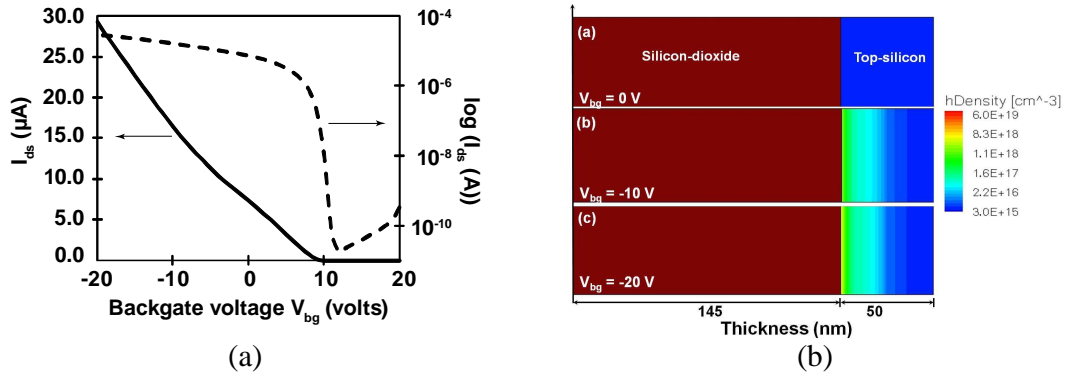 30.0
25.0
20.0
15.0
10.0
5.0
0.0
I_ds (µA)
10^-4
10^-6
10^-8
10^-10
log (I_ds (A))
-20
-10
0
10
20
Backgate voltage V_bg (volts)
(a)
(a)
Silicon-dioxide
Top-silicon
V_bg = 0 V
(b)
V_bg = -10 V
(c)
V_bg = -20 V
hDensity [cm^-3]
6.0E+19
8.3E+18
1.1E+18
1.6E+17
2.2E+16
3.0E+15
145
50
Thickness (nm)
(b)